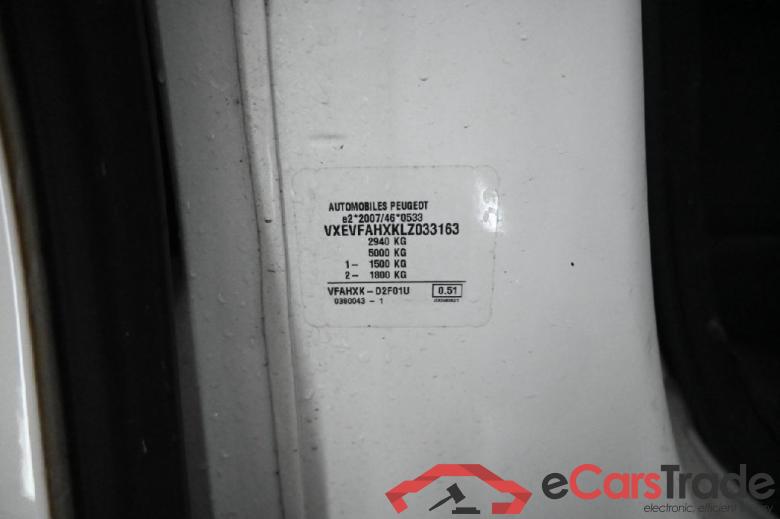 AUTOMOBILES PEUGEOT
e2*2007/46*0533
VXEVFAHXKLZ033163
2940 KG
5000 KG
1- 1500 KG
2- 1800 KG
VFAHXK-D2F01U 0.51
0390043 - 1
eCarsTrade
electronic, efficient